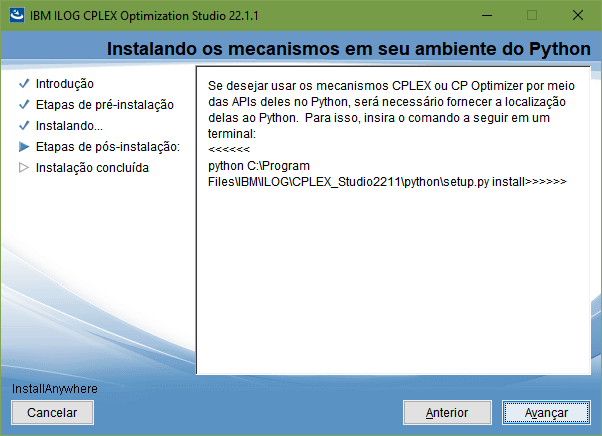 IBM ILOG CPLEX Optimization Studio 22.1.1
Instalando os mecanismos em seu ambiente do Python
Introdução
Etapas de pré-instalação
Instalando...
Etapas de pós-instalação:
Instalação concluída
Se desejar usar os mecanismos CPLEX ou CP Optimizer por meio
das APIs deles no Python, será necessário fornecer a localização
delas ao Python.  Para isso, insira o comando a seguir em um
terminal:
<<<<<<
python C:\Program
Files\IBM\ILOG\CPLEX_Studio2211\python\setup.py install>>>>>>
InstallAnywhere
Cancelar
Anterior
Avançar